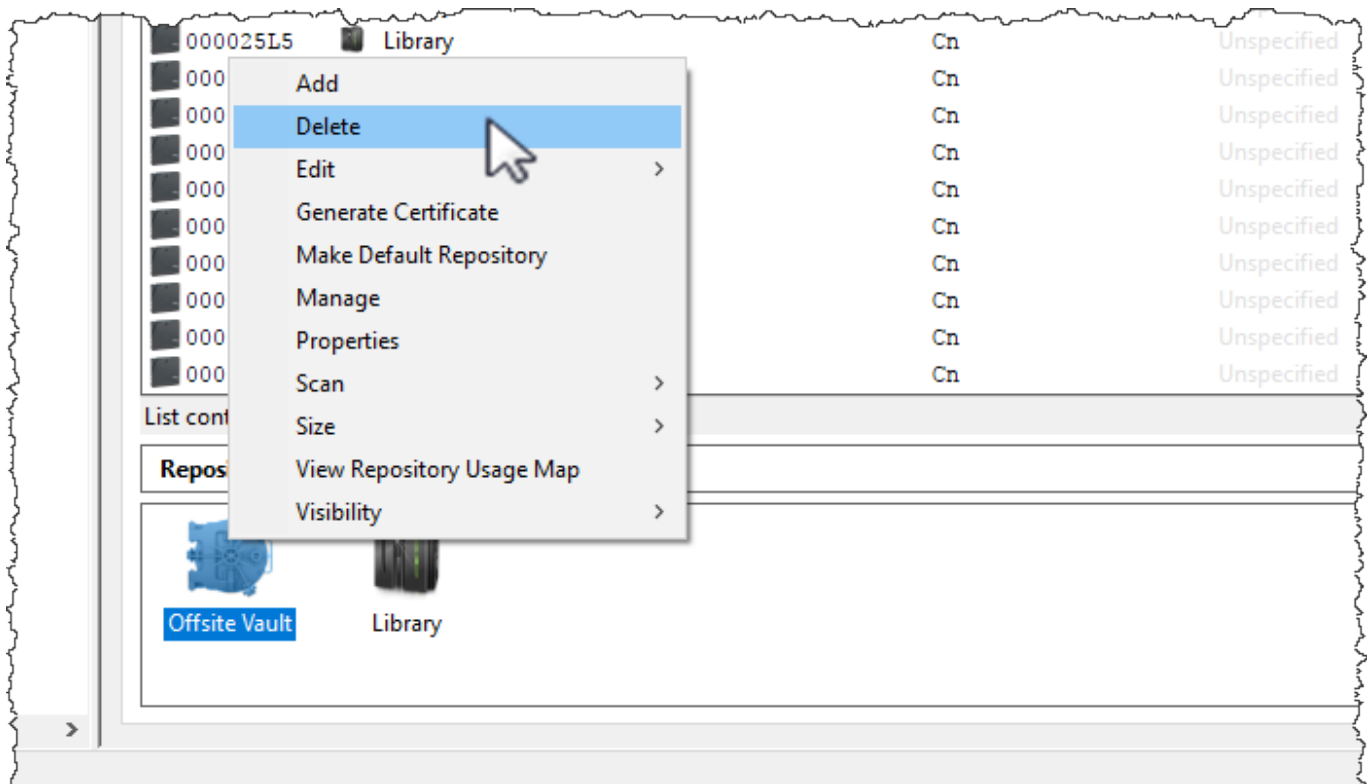 000025L5 Library Cn Unspecified
000 Cn Unspecified
000 Cn Unspecified
000 Cn Unspecified
000 Cn Unspecified
000 Cn Unspecified
000 Cn Unspecified
000 Cn Unspecified
000 Cn Unspecified
000 Cn Unspecified
Add
Delete
Edit
Generate Certificate
Make Default Repository
Manage
Properties
Scan
Size
View Repository Usage Map
Visibility
List cont
Reposi
Offsite Vault Library